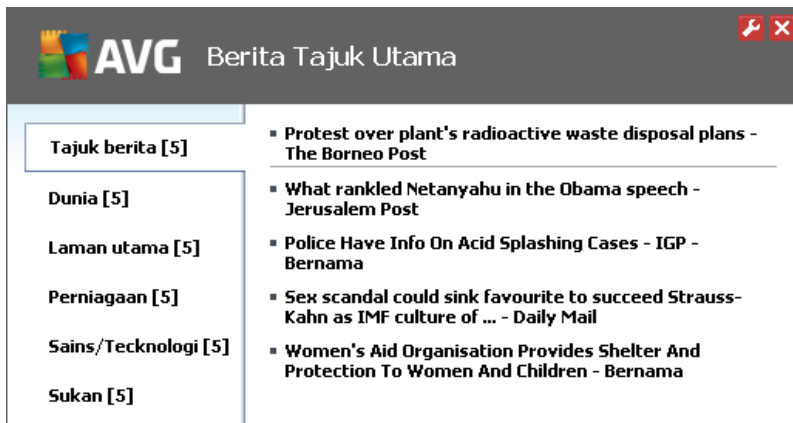 AVG Berita Tajuk Utama
Tajuk berita [5]
Dunia [5]
Laman utama [5]
Perniagaan [5]
Sains/Tecknologi [5]
Sukan [5]
Protest over plant's radioactive waste disposal plans -
The Borneo Post
What rankled Netanyahu in the Obama speech -
Jerusalem Post
Police Have Info On Acid Splashing Cases - IGP -
Bernama
Sex scandal could sink favourite to succeed Strauss-
Kahn as IMF culture of ... - Daily Mail
Women's Aid Organisation Provides Shelter And
Protection To Women And Children - Bernama